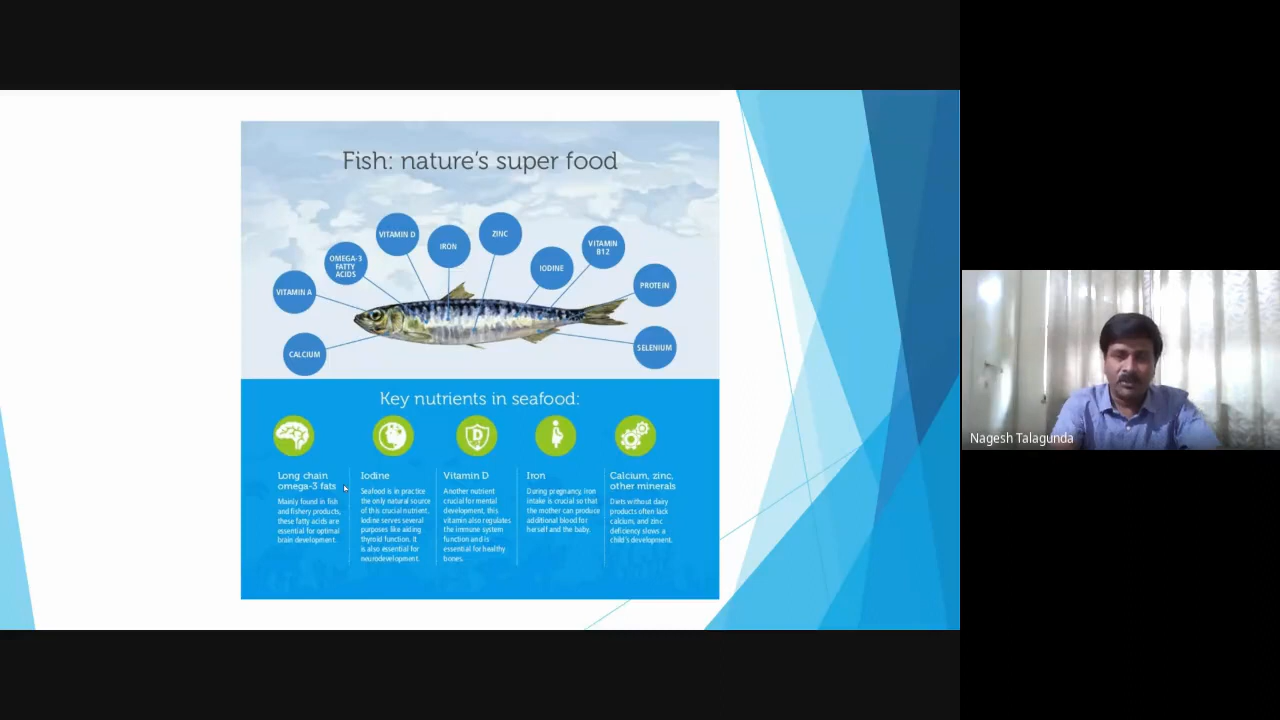 Fish: nature's super food
VITAMIN D
ZINC
IRON
VITAMIN
B12
OMEGA-3
FATTY
ACIDS
IODINE
VITAMIN A
PROTEIN
CALCIUM
SELENIUM
Key nutrients in seafood:
Long chain
omega-3 fats
Mainly found in fish
and fishery products,
these fatty acids are
essential for optimal
brain development.
Iodine
Seafood is in practice
the only natural source
of this crucial nutrient.
Iodine serves several
purposes like aiding
thyroid function. It
is also essential for
neurodevelopment.
Vitamin D
Another nutrient
crucial for mental
development, this
vitamin also regulates
the immune system
function and is
essential for healthy
bones.
Iron
During pregnancy, iron
intake is crucial so that
the mother can produce
additional blood for
herself and the baby.
Calcium, zinc,
other minerals
Diets without dairy
products often lack
calcium, and zinc
deficiency slows a
child's development.
Nagesh Talagunda